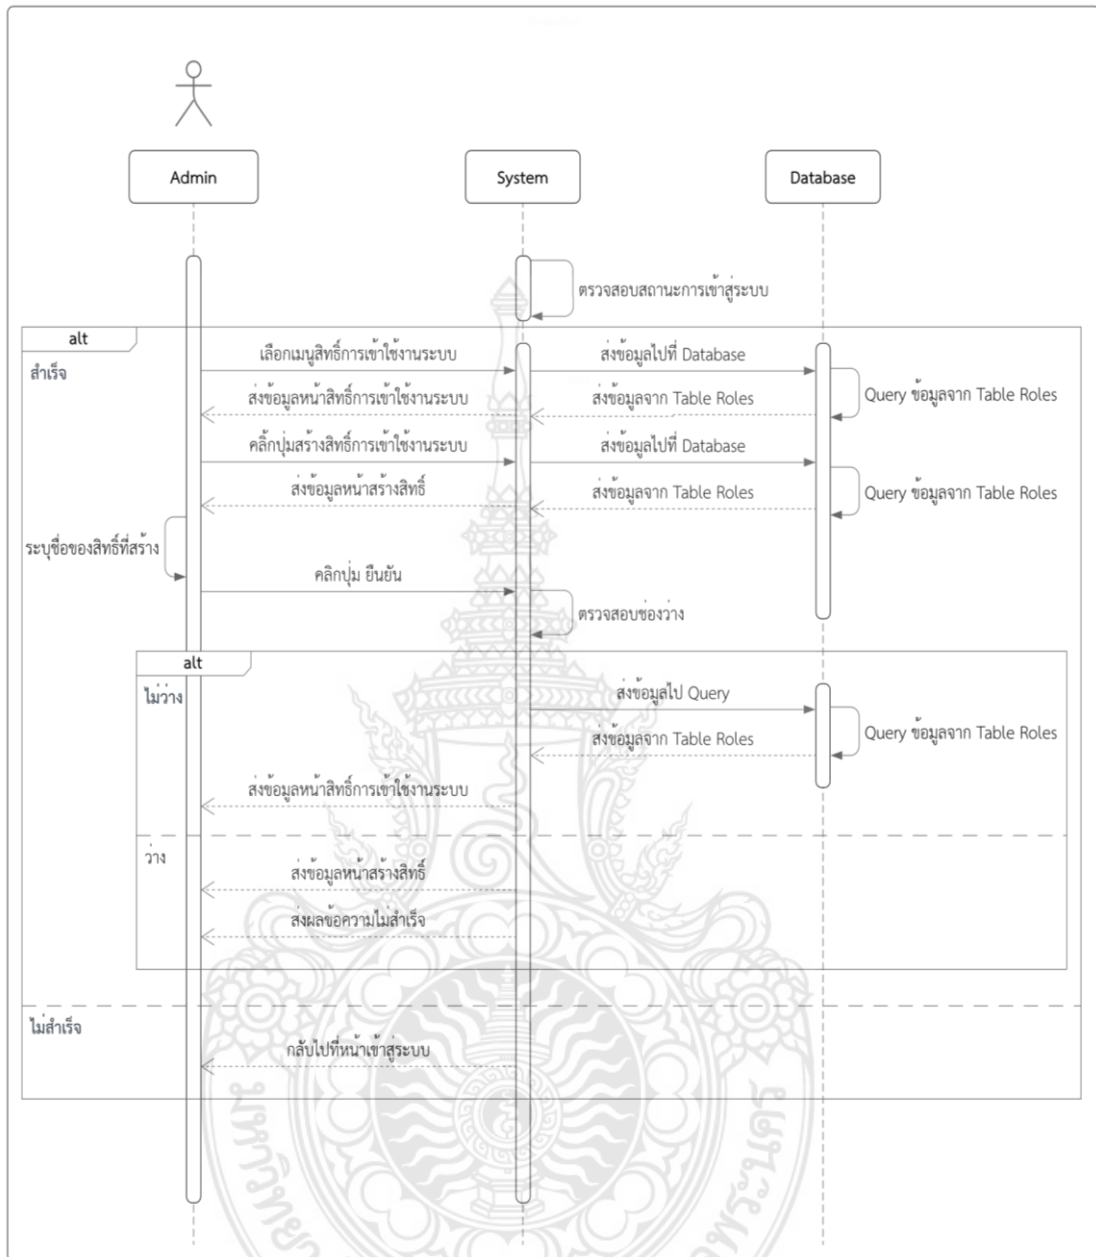 Admin
System
Database
ตรวจสอบสถานะการเข้าสู่ระบบ
alt
สำเร็จ
เลือกเมนูสิทธิ์การเข้าใช้งานระบบ
ส่งข้อมูลไปที่ Database
Query ข้อมูลจาก Table Roles
ส่งข้อมูลหน้าสิทธิ์การเข้าใช้งานระบบ
ส่งข้อมูลจาก Table Roles
คลิ้กปุ่มสร้างสิทธิ์การเข้าใช้งานระบบ
ส่งข้อมูลไปที่ Database
Query ข้อมูลจาก Table Roles
ส่งข้อมูลหน้าสร้างสิทธิ์
ส่งข้อมูลจาก Table Roles
ระบุชื่อของสิทธิ์ที่สร้าง
คลิกปุ่ม ยืนยัน
ตรวจสอบช่องว่าง
alt
ไม่ว่าง
ส่งข้อมูลไป Query
Query ข้อมูลจาก Table Roles
ส่งข้อมูลจาก Table Roles
ส่งข้อมูลหน้าสิทธิ์การเข้าใช้งานระบบ
ว่าง
ส่งข้อมูลหน้าสร้างสิทธิ์
ส่งผลข้อความไม่สำเร็จ
ไม่สำเร็จ
กลับไปที่หน้าเข้าสู่ระบบ